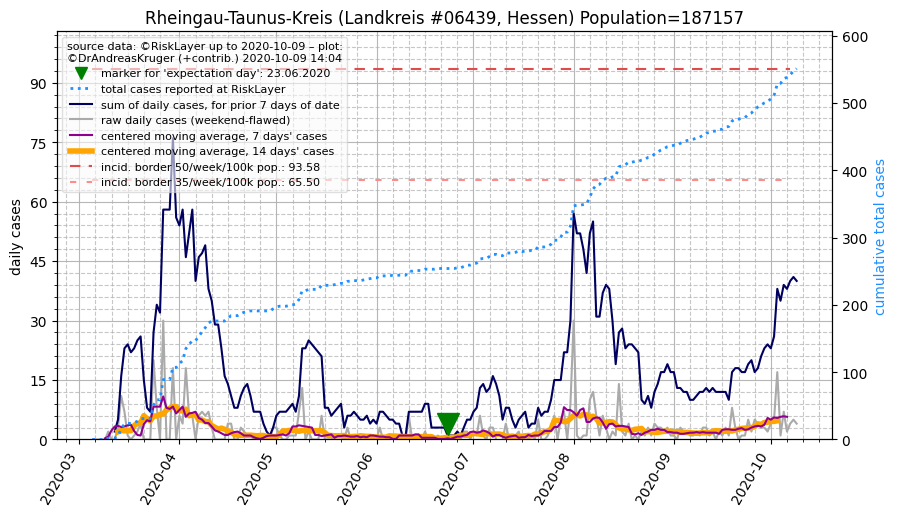 Rheingau-Taunus-Kreis (Landkreis #06439, Hessen) Population=187157
source data: ©RiskLayer up to 2020-10-09 – plot:
©DrAndreasKruger (+contrib.) 2020-10-09 14:04
marker for 'expectation day': 23.06.2020
total cases reported at RiskLayer
sum of daily cases, for prior 7 days of date
raw daily cases (weekend-flawed)
centered moving average, 7 days' cases
centered moving average, 14 days' cases
incid. border 50/week/100k pop.: 93.58
incid. border 35/week/100k pop.: 65.50
daily cases
90
75
60
45
30
15
0
600
500
400
300
200
100
0
cumulative total cases
2020-03
2020-04
2020-05
2020-06
2020-07
2020-08
2020-09
2020-10